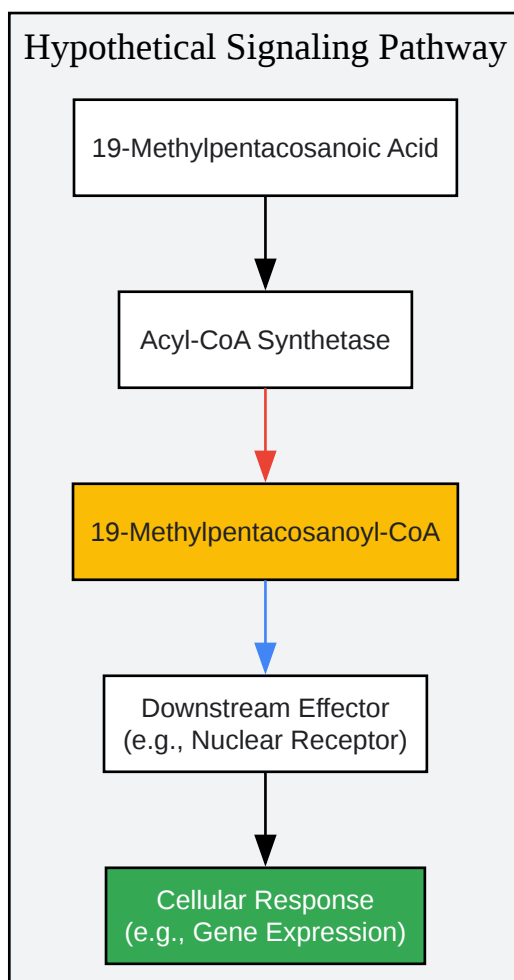 Hypothetical Signaling Pathway
19-Methylpentacosanoic Acid
Acyl-CoA Synthetase
19-Methylpentacosanoyl-CoA
Downstream Effector
(e.g., Nuclear Receptor)
Cellular Response
(e.g., Gene Expression)